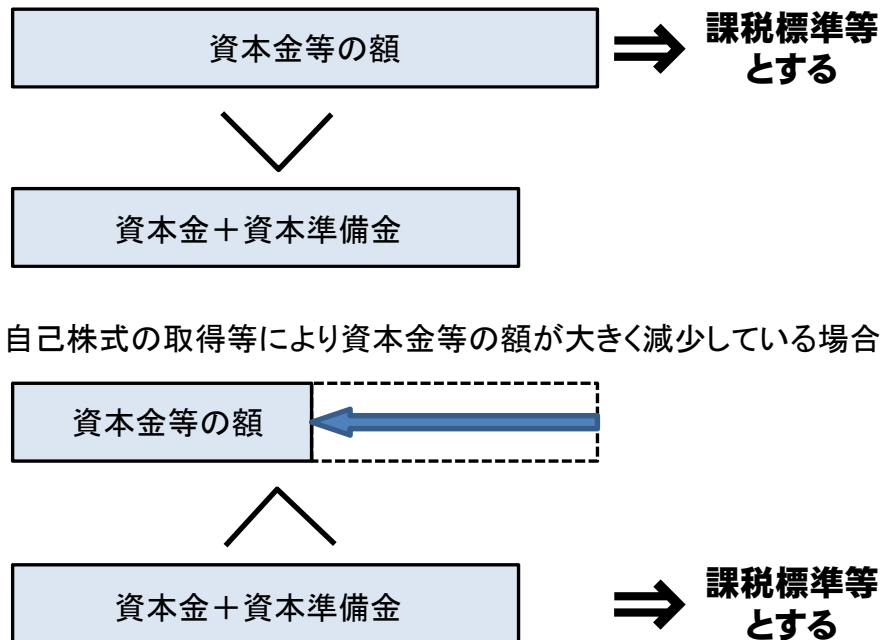 資本金等の額
課税標準等
とする
資本金＋資本準備金
自己株式の取得等により資本金等の額が大きく減少している場合
資本金等の額
資本金＋資本準備金
課税標準等
とする